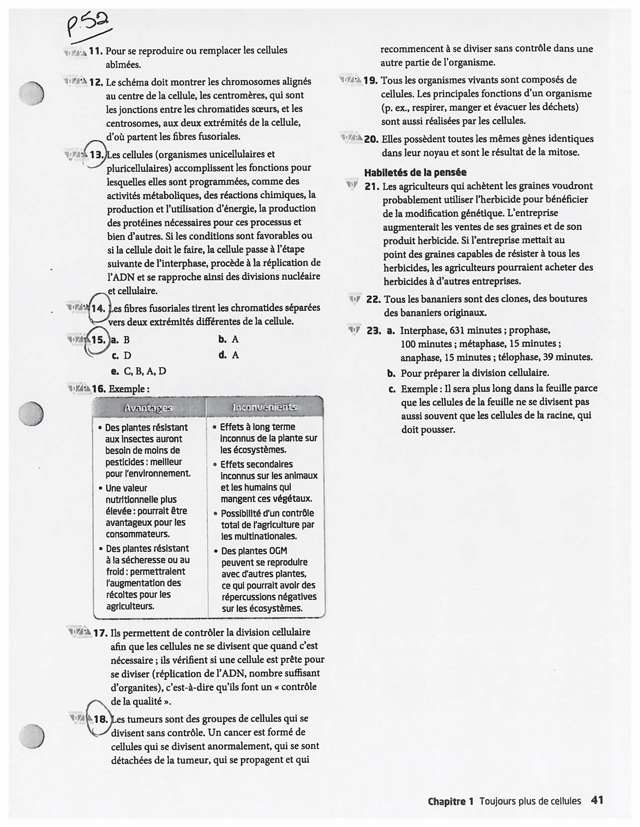 p.52
11. Pour se reproduire ou remplacer les cellules
abîmées.
12. Le schéma doit montrer les chromosomes alignés
au centre de la cellule, les centromères, qui sont
les jonctions entre les chromatides sœurs, et les
centrosomes, aux deux extrémités de la cellule,
d'où partent les fibres fusoriales.
13. Les cellules (organismes unicellulaires et
pluricellulaires) accomplissent les fonctions pour
lesquelles elles sont programmées, comme des
activités métaboliques, des réactions chimiques, la
production et l'utilisation d'énergie, la production
des protéines nécessaires pour ces processus et
bien d'autres. Si les conditions sont favorables ou
si la cellule doit le faire, la cellule passe à l'étape
suivante de l'interphase, procède à la réplication de
l'ADN et se rapproche ainsi des divisions nucléaire
et cellulaire.
14. Les fibres fusoriales tirent les chromatides séparées
vers deux extrémités différentes de la cellule.
15. a. B b. A
c. D d. A
e. C, B, A, D
16. Exemple :
Avantages
• Des plantes résistant
aux insectes auront
besoin de moins de
pesticides : meilleur
pour l'environnement.
• Une valeur
nutritionnelle plus
élevée : pourrait être
avantageux pour les
consommateurs.
• Des plantes résistant
à la sécheresse ou au
froid : permettraient
l'augmentation des
récoltes pour les
agriculteurs.
Inconvénients
• Effets à long terme
inconnus de la plante sur
les écosystèmes.
• Effets secondaires
inconnus sur les animaux
et les humains qui
mangent ces végétaux.
• Possibilité d'un contrôle
total de l'agriculture par
les multinationales.
• Des plantes OGM
peuvent se reproduire
avec d'autres plantes,
ce qui pourrait avoir des
répercussions négatives
sur les écosystèmes.
17. Ils permettent de contrôler la division cellulaire
afin que les cellules ne se divisent que quand c'est
nécessaire ; ils vérifient si une cellule est prête pour
se diviser (réplication de l'ADN, nombre suffisant
d'organites), c'est-à-dire qu'ils font un « contrôle
de la qualité ».
18. Les tumeurs sont des groupes de cellules qui se
divisent sans contrôle. Un cancer est formé de
cellules qui se divisent anormalement, qui se sont
détachées de la tumeur, qui se propagent et qui
recommencent à se diviser sans contrôle dans une
autre partie de l'organisme.
19. Tous les organismes vivants sont composés de
cellules. Les principales fonctions d'un organisme
(p. ex., respirer, manger et évacuer les déchets)
sont aussi réalisées par les cellules.
20. Elles possèdent toutes les mêmes gènes identiques
dans leur noyau et sont le résultat de la mitose.
Habiletés de la pensée
21. Les agriculteurs qui achètent les graines voudront
probablement utiliser l'herbicide pour bénéficier
de la modification génétique. L'entreprise
augmenterait les ventes de ses graines et de son
produit herbicide. Si l'entreprise mettait au
point des graines capables de résister à tous les
herbicides, les agriculteurs pourraient acheter des
herbicides à d'autres entreprises.
22. Tous les bananiers sont des clones, des boutures
des bananiers originaux.
23. a. Interphase, 631 minutes ; prophase,
100 minutes ; métaphase, 15 minutes ;
anaphase, 15 minutes ; télophase, 39 minutes.
b. Pour préparer la division cellulaire.
c. Exemple : Il sera plus long dans la feuille parce
que les cellules de la feuille ne se divisent pas
aussi souvent que les cellules de la racine, qui
doit pousser.
Chapitre 1 Toujours plus de cellules 41